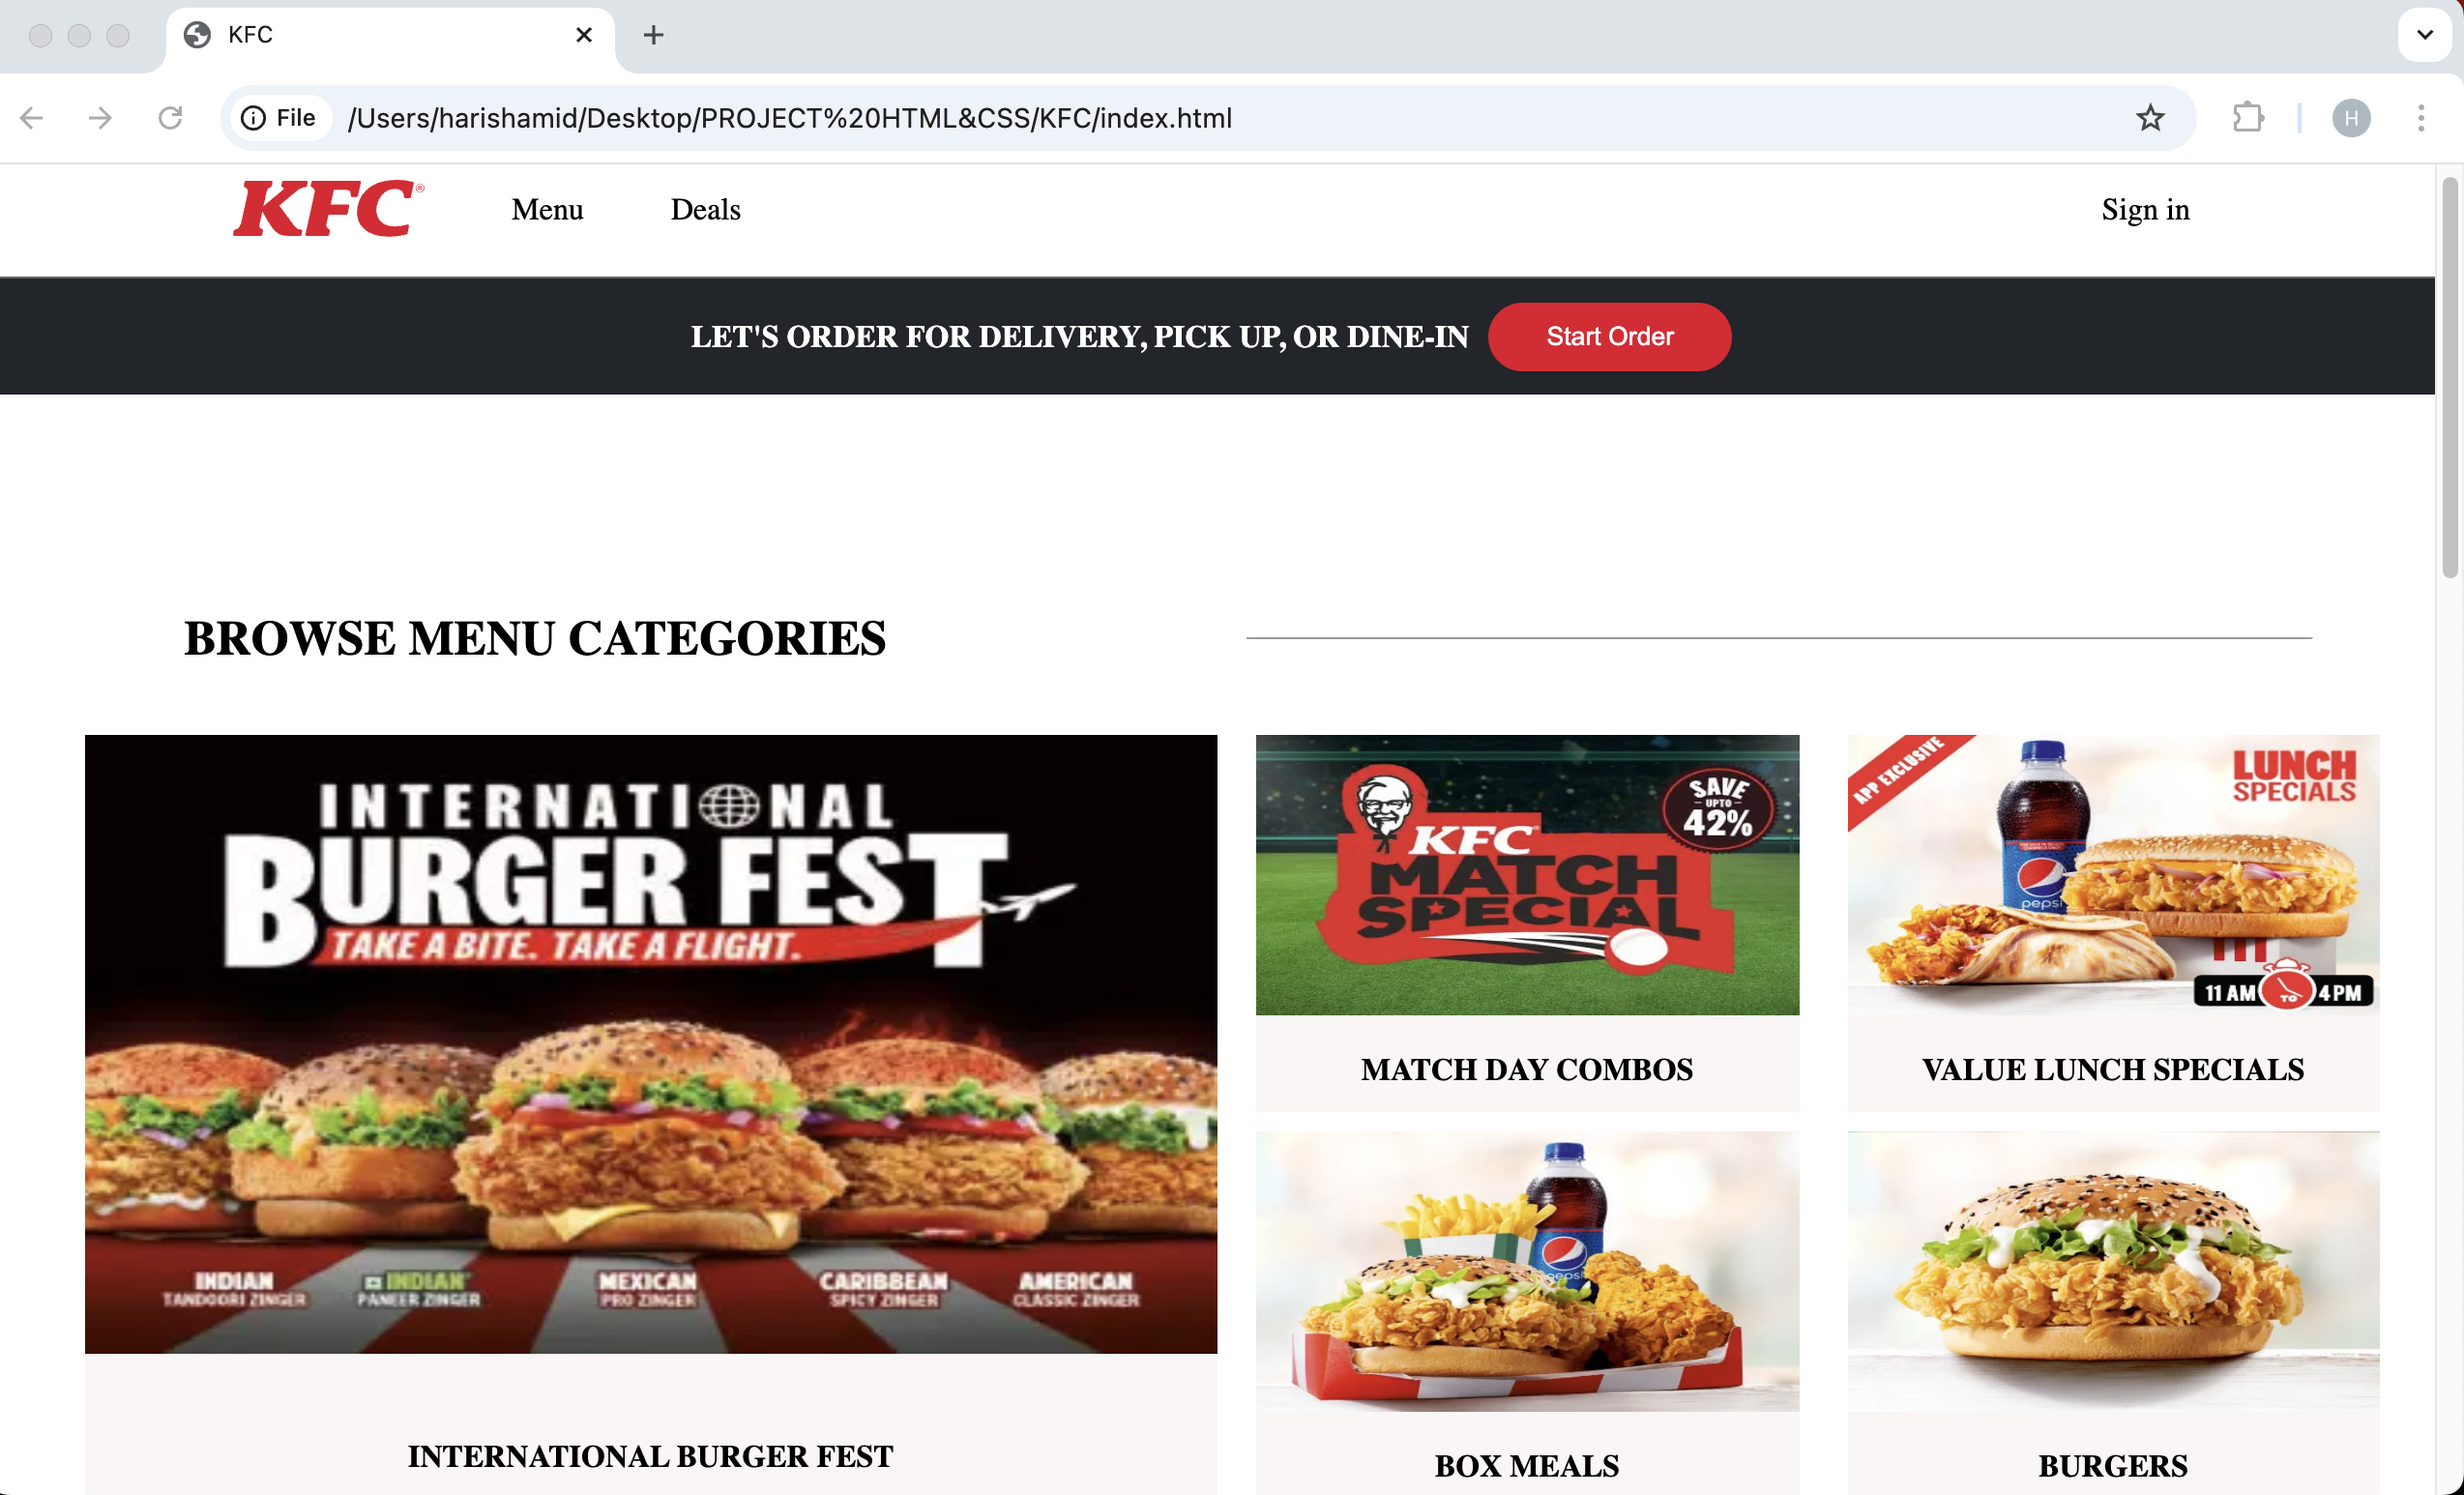 KFC
File /Users/harishamid/Desktop/PROJECT%20HTML&CSS/KFC/index.html
H
KFC® Menu Deals Sign in
LET'S ORDER FOR DELIVERY, PICK UP, OR DINE-IN Start Order
BROWSE MENU CATEGORIES
INTERNATIONAL
BURGER FEST
TAKE A BITE. TAKE A FLIGHT.
INDIAN
TANDOORI ZINGER
INDIAN
PANEER ZINGER
MEXICAN
PRO ZINGER
CARIBBEAN
SPICY ZINGER
AMERICAN
CLASSIC ZINGER
INTERNATIONAL BURGER FEST
SAVE
UPTO
42%
KFC
MATCH
SPECIAL
MATCH DAY COMBOS
APP EXCLUSIVE
LUNCH
SPECIALS
pepsi
11 AM TO 4 PM
VALUE LUNCH SPECIALS
pepsi
BOX MEALS
BURGERS